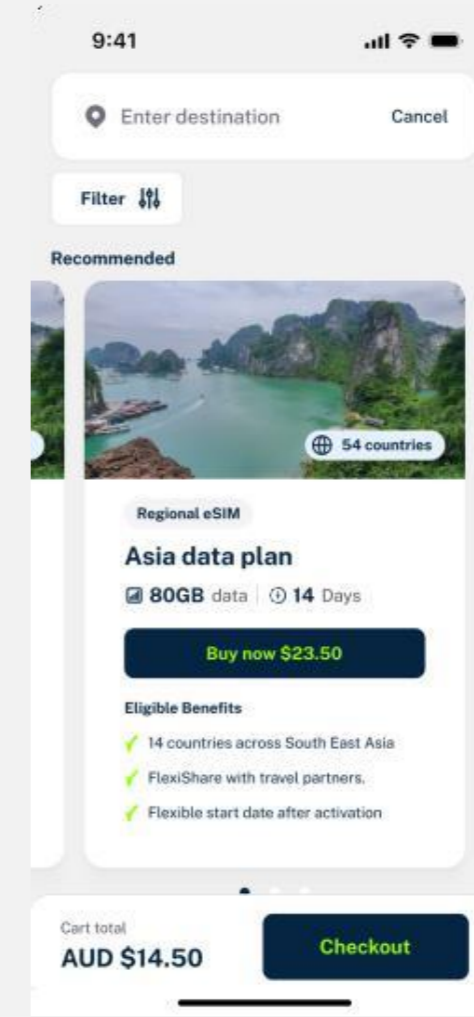 9:41
Enter destination Cancel
Filter
Recommended
54 countries
Regional eSIM
Asia data plan
80GB data 14 Days
Buy now $23.50
Eligible Benefits
14 countries across South East Asia
FlexiShare with travel partners.
Flexible start date after activation
Cart total
AUD $14.50
Checkout